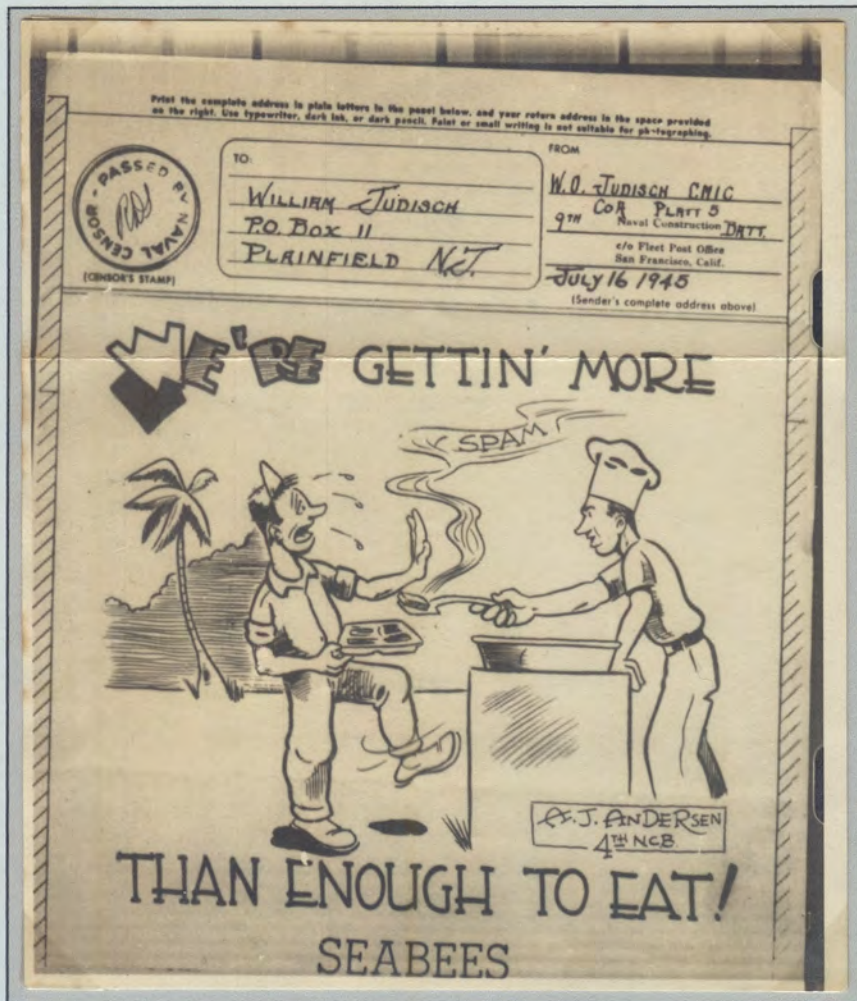 Print the complete address in plain letters in the panel below, and your return address in the space provided
on the right. Use typewriter, dark ink, or dark pencil. Faint or small writing is not suitable for photographing.
PASSED BY NAVAL CENSOR
(CENSOR'S STAMP)
TO:
WILLIAM JUDISCH
P.O. BOX 11
PLAINFIELD N.J.
FROM
W.O. JUDISCH CM1C
CO A PLATT 5
9TH Naval Construction BATT.
c/o Fleet Post Office
San Francisco, Calif.
JULY 16 1945
(Sender's complete address above)
WE'RE GETTIN' MORE
SPAM
A.J. ANDERSEN
4TH NCB
THAN ENOUGH TO EAT!
SEABEES